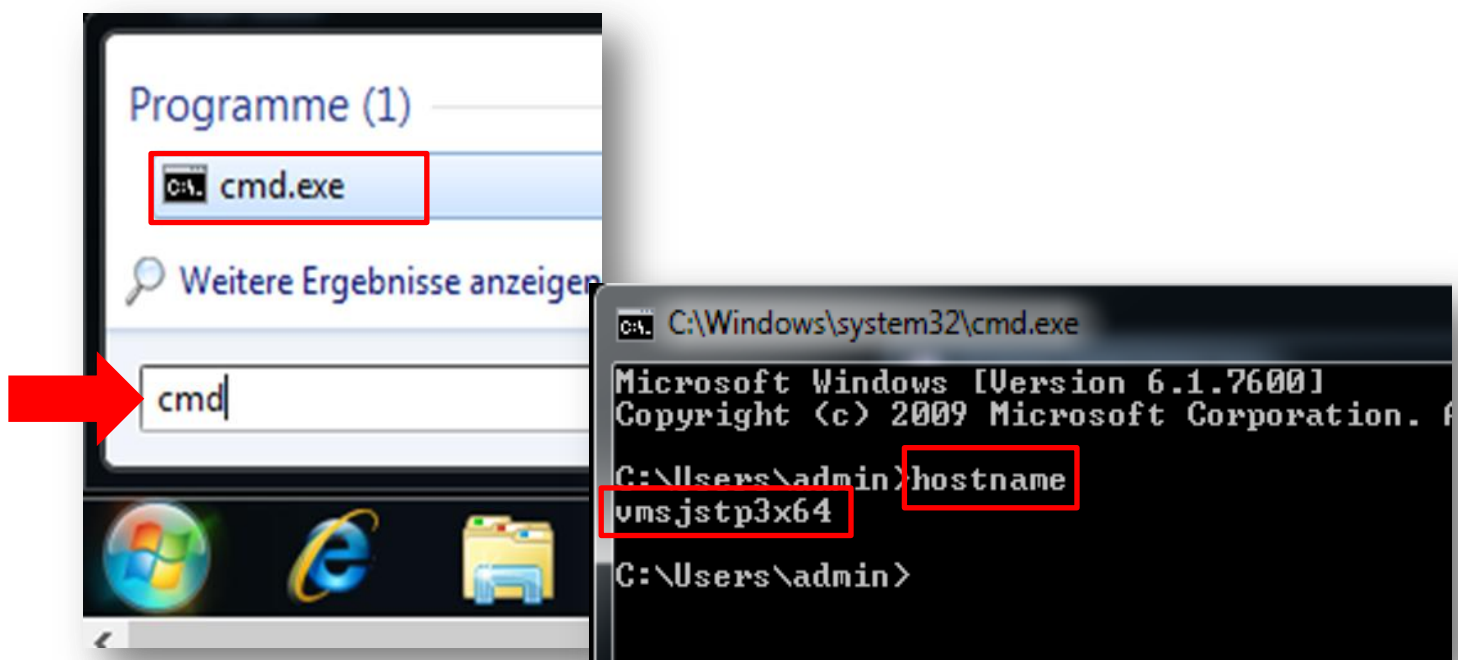 Programme (1)
cmd.exe
Weitere Ergebnisse anzeigen
cmd
C:\Windows\system32\cmd.exe
Microsoft Windows [Version 6.1.7600]
Copyright (c) 2009 Microsoft Corporation.
C:\Users\admin>hostname
vmsjstp3x64
C:\Users\admin>